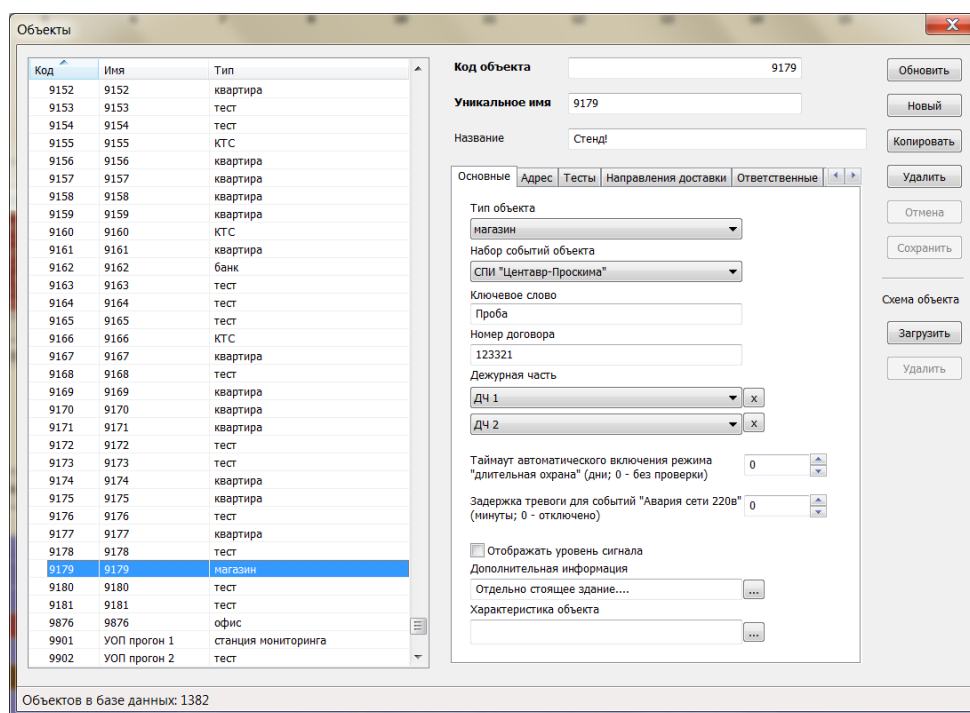 Объекты
Код Имя Тип
9152 9152 квартира
9153 9153 тест
9154 9154 тест
9155 9155 КТС
9156 9156 квартира
9157 9157 квартира
9158 9158 квартира
9159 9159 квартира
9160 9160 КТС
9161 9161 квартира
9162 9162 банк
9163 9163 тест
9164 9164 тест
9165 9165 тест
9166 9166 КТС
9167 9167 квартира
9168 9168 тест
9169 9169 квартира
9170 9170 квартира
9171 9171 квартира
9172 9172 тест
9173 9173 тест
9174 9174 квартира
9175 9175 квартира
9176 9176 тест
9177 9177 квартира
9178 9178 тест
9179 9179 магазин
9180 9180 тест
9181 9181 тест
9876 9876 офис
9901 УОП прогон 1 станция мониторинга
9902 УОП прогон 2 тест
Код объекта 9179
Уникальное имя 9179
Название Стенд!
Основные Адрес Тесты Направления доставки Ответственные
Тип объекта
магазин
Набор событий объекта
СПИ "Центавр-Проскима"
Ключевое слово
Проба
Номер договора
123321
Дежурная часть
ДЧ 1 x
ДЧ 2 x
Таймаут автоматического включения режима
"длительная охрана" (дни; 0 - без проверки) 0
Задержка тревоги для событий "Авария сети 220в"
(минуты; 0 - отключено) 0
Отображать уровень сигнала
Дополнительная информация
Отдельно стоящее здание.... ...
Характеристика объекта
...
Обновить
Новый
Копировать
Удалить
Отмена
Сохранить
Схема объекта
Загрузить
Удалить
Объектов в базе данных: 1382